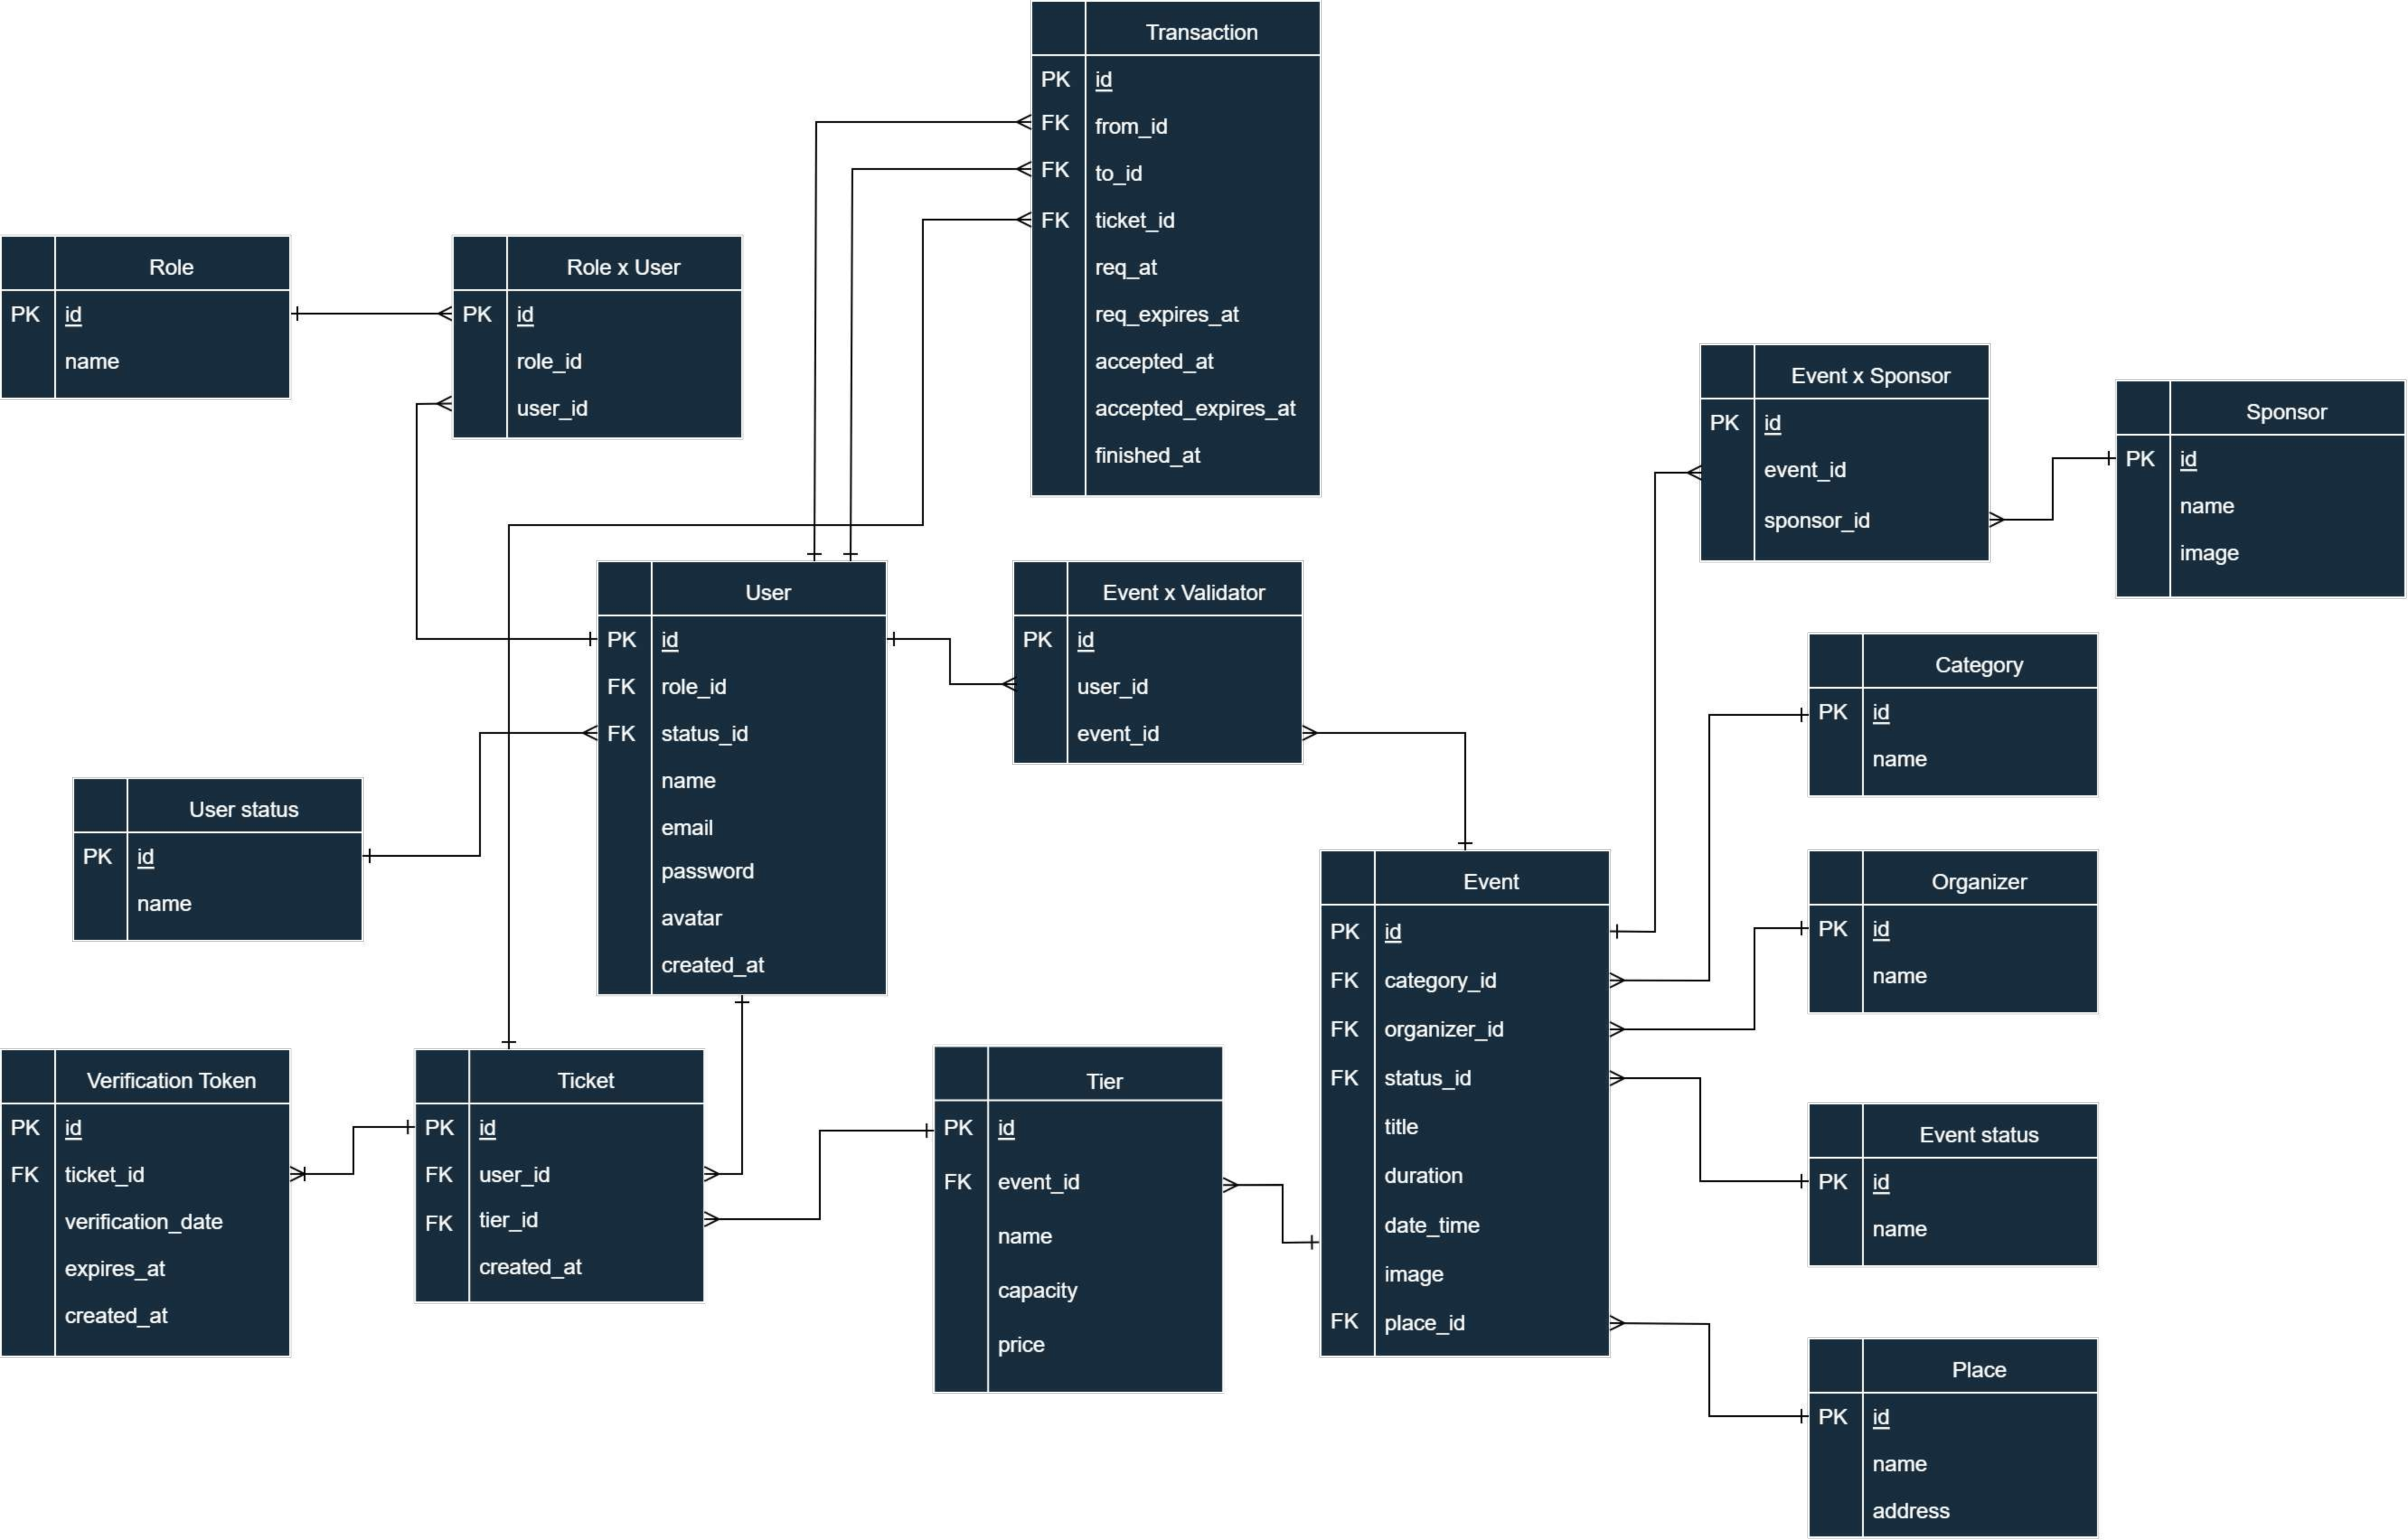 Transaction
PK id
FK from_id
FK to_id
FK ticket_id
req_at
req_expires_at
accepted_at
accepted_expires_at
finished_at
Role
PK id
name
Role x User
PK id
role_id
user_id
Event x Sponsor
PK id
event_id
sponsor_id
Sponsor
PK id
name
image
User
PK id
FK role_id
FK status_id
name
email
password
avatar
created_at
Event x Validator
PK id
user_id
event_id
Category
PK id
name
User status
PK id
name
Event
PK id
FK category_id
FK organizer_id
FK status_id
title
duration
date_time
image
FK place_id
Organizer
PK id
name
Verification Token
PK id
FK ticket_id
verification_date
expires_at
created_at
Ticket
PK id
FK user_id
FK tier_id
created_at
Tier
PK id
FK event_id
name
capacity
price
Event status
PK id
name
Place
PK id
name
address